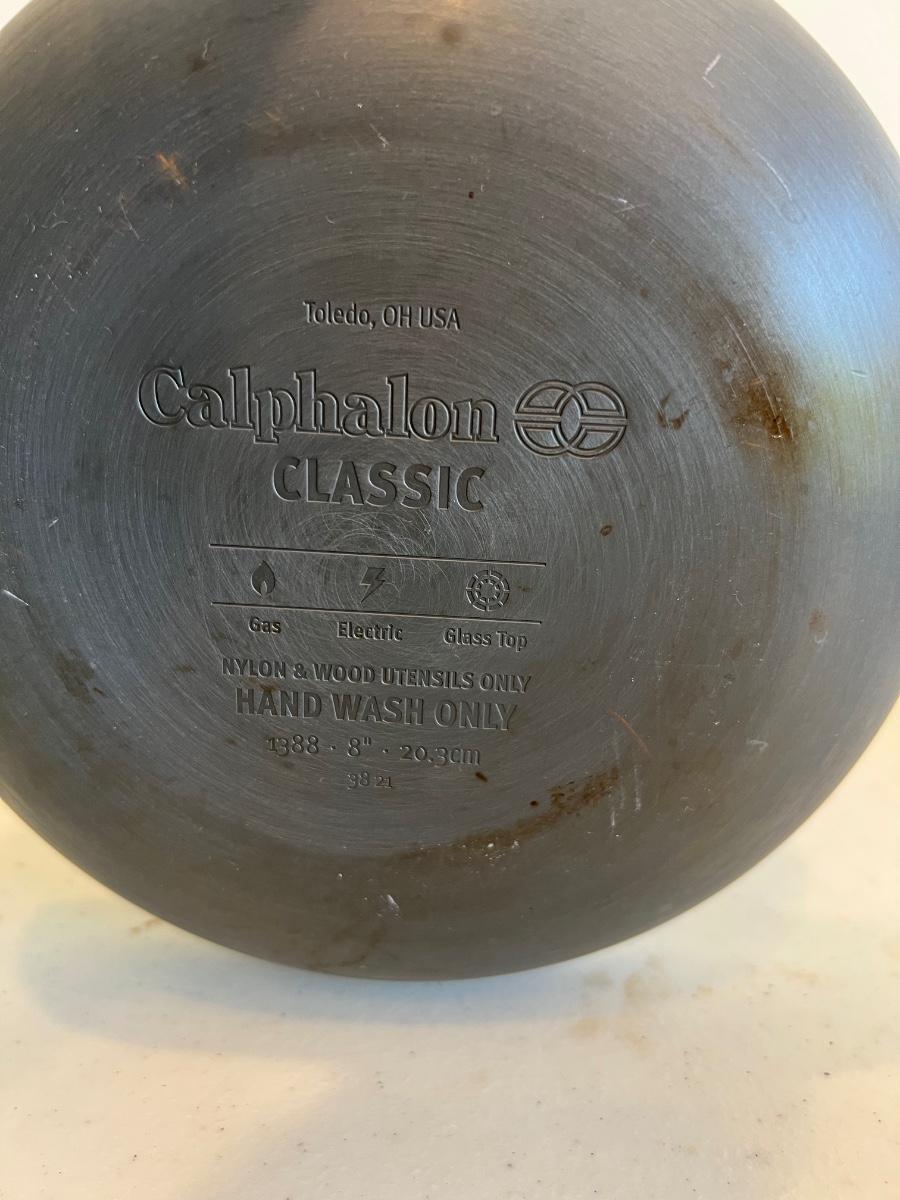 Toledo, OH USA
Calphalon
CLASSIC
Gas Electric Glass Top
NYLON & WOOD UTENSILS ONLY
HAND WASH ONLY
1388 · 8" · 20.3cm
38 21